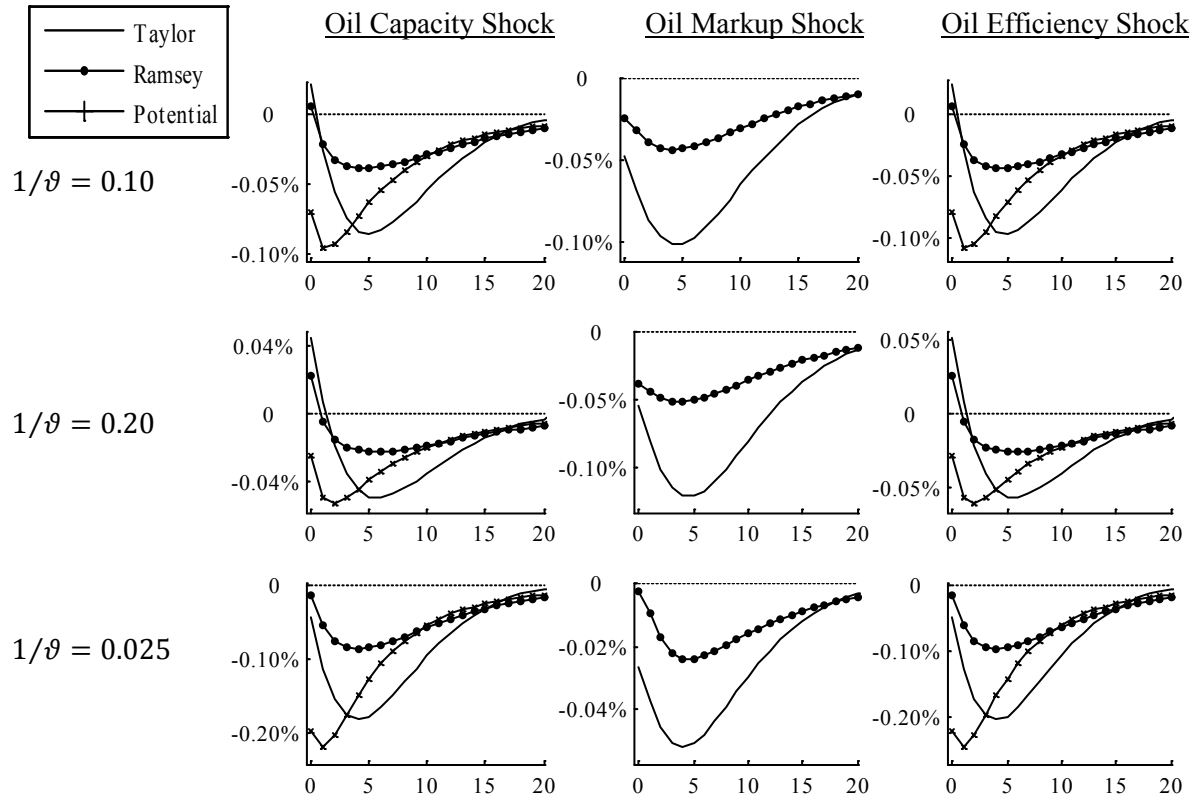 Taylor
Ramsey
Potential
Oil Capacity Shock
Oil Markup Shock
Oil Efficiency Shock
1/𝜗 = 0.10
0
-0.05%
-0.10%
0 5 10 15 20
0
-0.05%
-0.10%
0 5 10 15 20
0
-0.05%
-0.10%
0 5 10 15 20
1/𝜗 = 0.20
0.04%
0
-0.04%
0 5 10 15 20
0
-0.05%
-0.10%
0 5 10 15 20
0.05%
0
-0.05%
0 5 10 15 20
1/𝜗 = 0.025
0
-0.10%
-0.20%
0 5 10 15 20
0
-0.02%
-0.04%
0 5 10 15 20
0
-0.10%
-0.20%
0 5 10 15 20